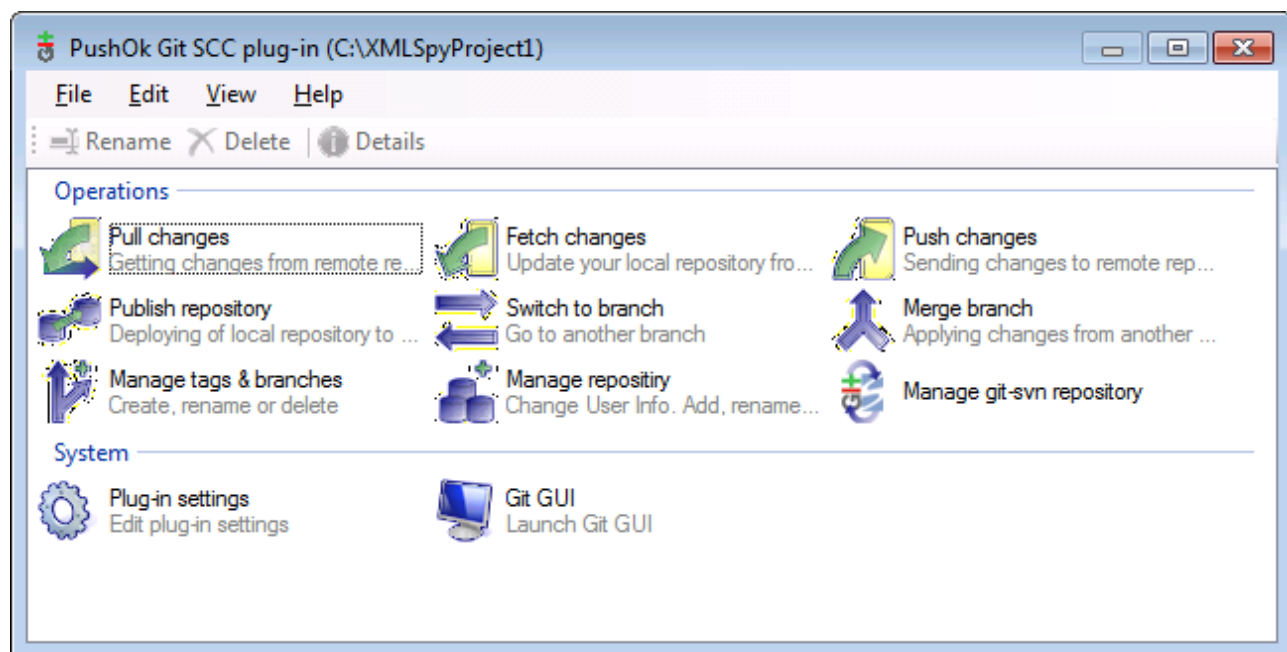 PushOk Git SCC plug-in (C:\XMLSpyProject1)
File Edit View Help
Rename Delete Details
Operations
Pull changes Fetch changes Push changes
Getting changes from remote re... Update your local repository fro... Sending changes to remote rep...
Publish repository Switch to branch Merge branch
Deploying of local repository to ... Go to another branch Applying changes from another ...
Manage tags & branches Manage repositiry Manage git-svn repository
Create, rename or delete Change User Info. Add, rename...
System
Plug-in settings Git GUI
Edit plug-in settings Launch Git GUI